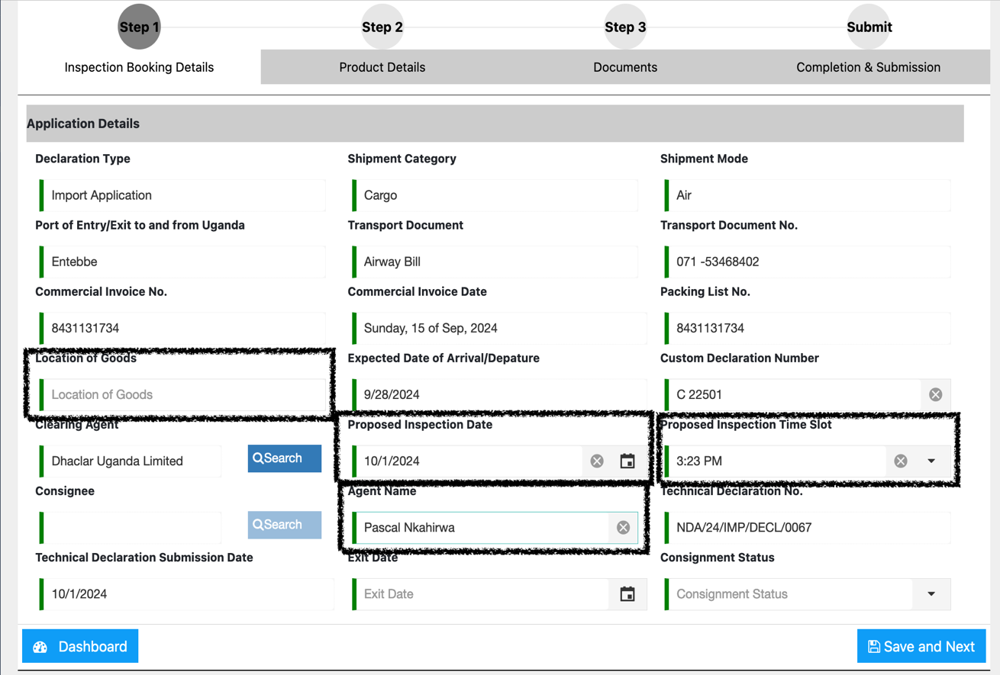 Step 1 Step 2 Step 3 Submit
Inspection Booking Details Product Details Documents Completion & Submission
Application Details
Declaration Type Shipment Category Shipment Mode
Import Application Cargo Air
Port of Entry/Exit to and from Uganda Transport Document Transport Document No.
Entebbe Airway Bill 071 -53468402
Commercial Invoice No. Commercial Invoice Date Packing List No.
8431131734 Sunday, 15 of Sep, 2024 8431131734
Location of Goods Expected Date of Arrival/Depature Custom Declaration Number
Location of Goods 9/28/2024 C 22501
Clearing Agent Proposed Inspection Date Proposed Inspection Time Slot
Dhaclar Uganda Limited Search 10/1/2024 3:23 PM
Consignee Agent Name Technical Declaration No.
Search Pascal Nkahirwa NDA/24/IMP/DECL/0067
Technical Declaration Submission Date Exit Date Consignment Status
10/1/2024 Exit Date Consignment Status
Dashboard Save and Next